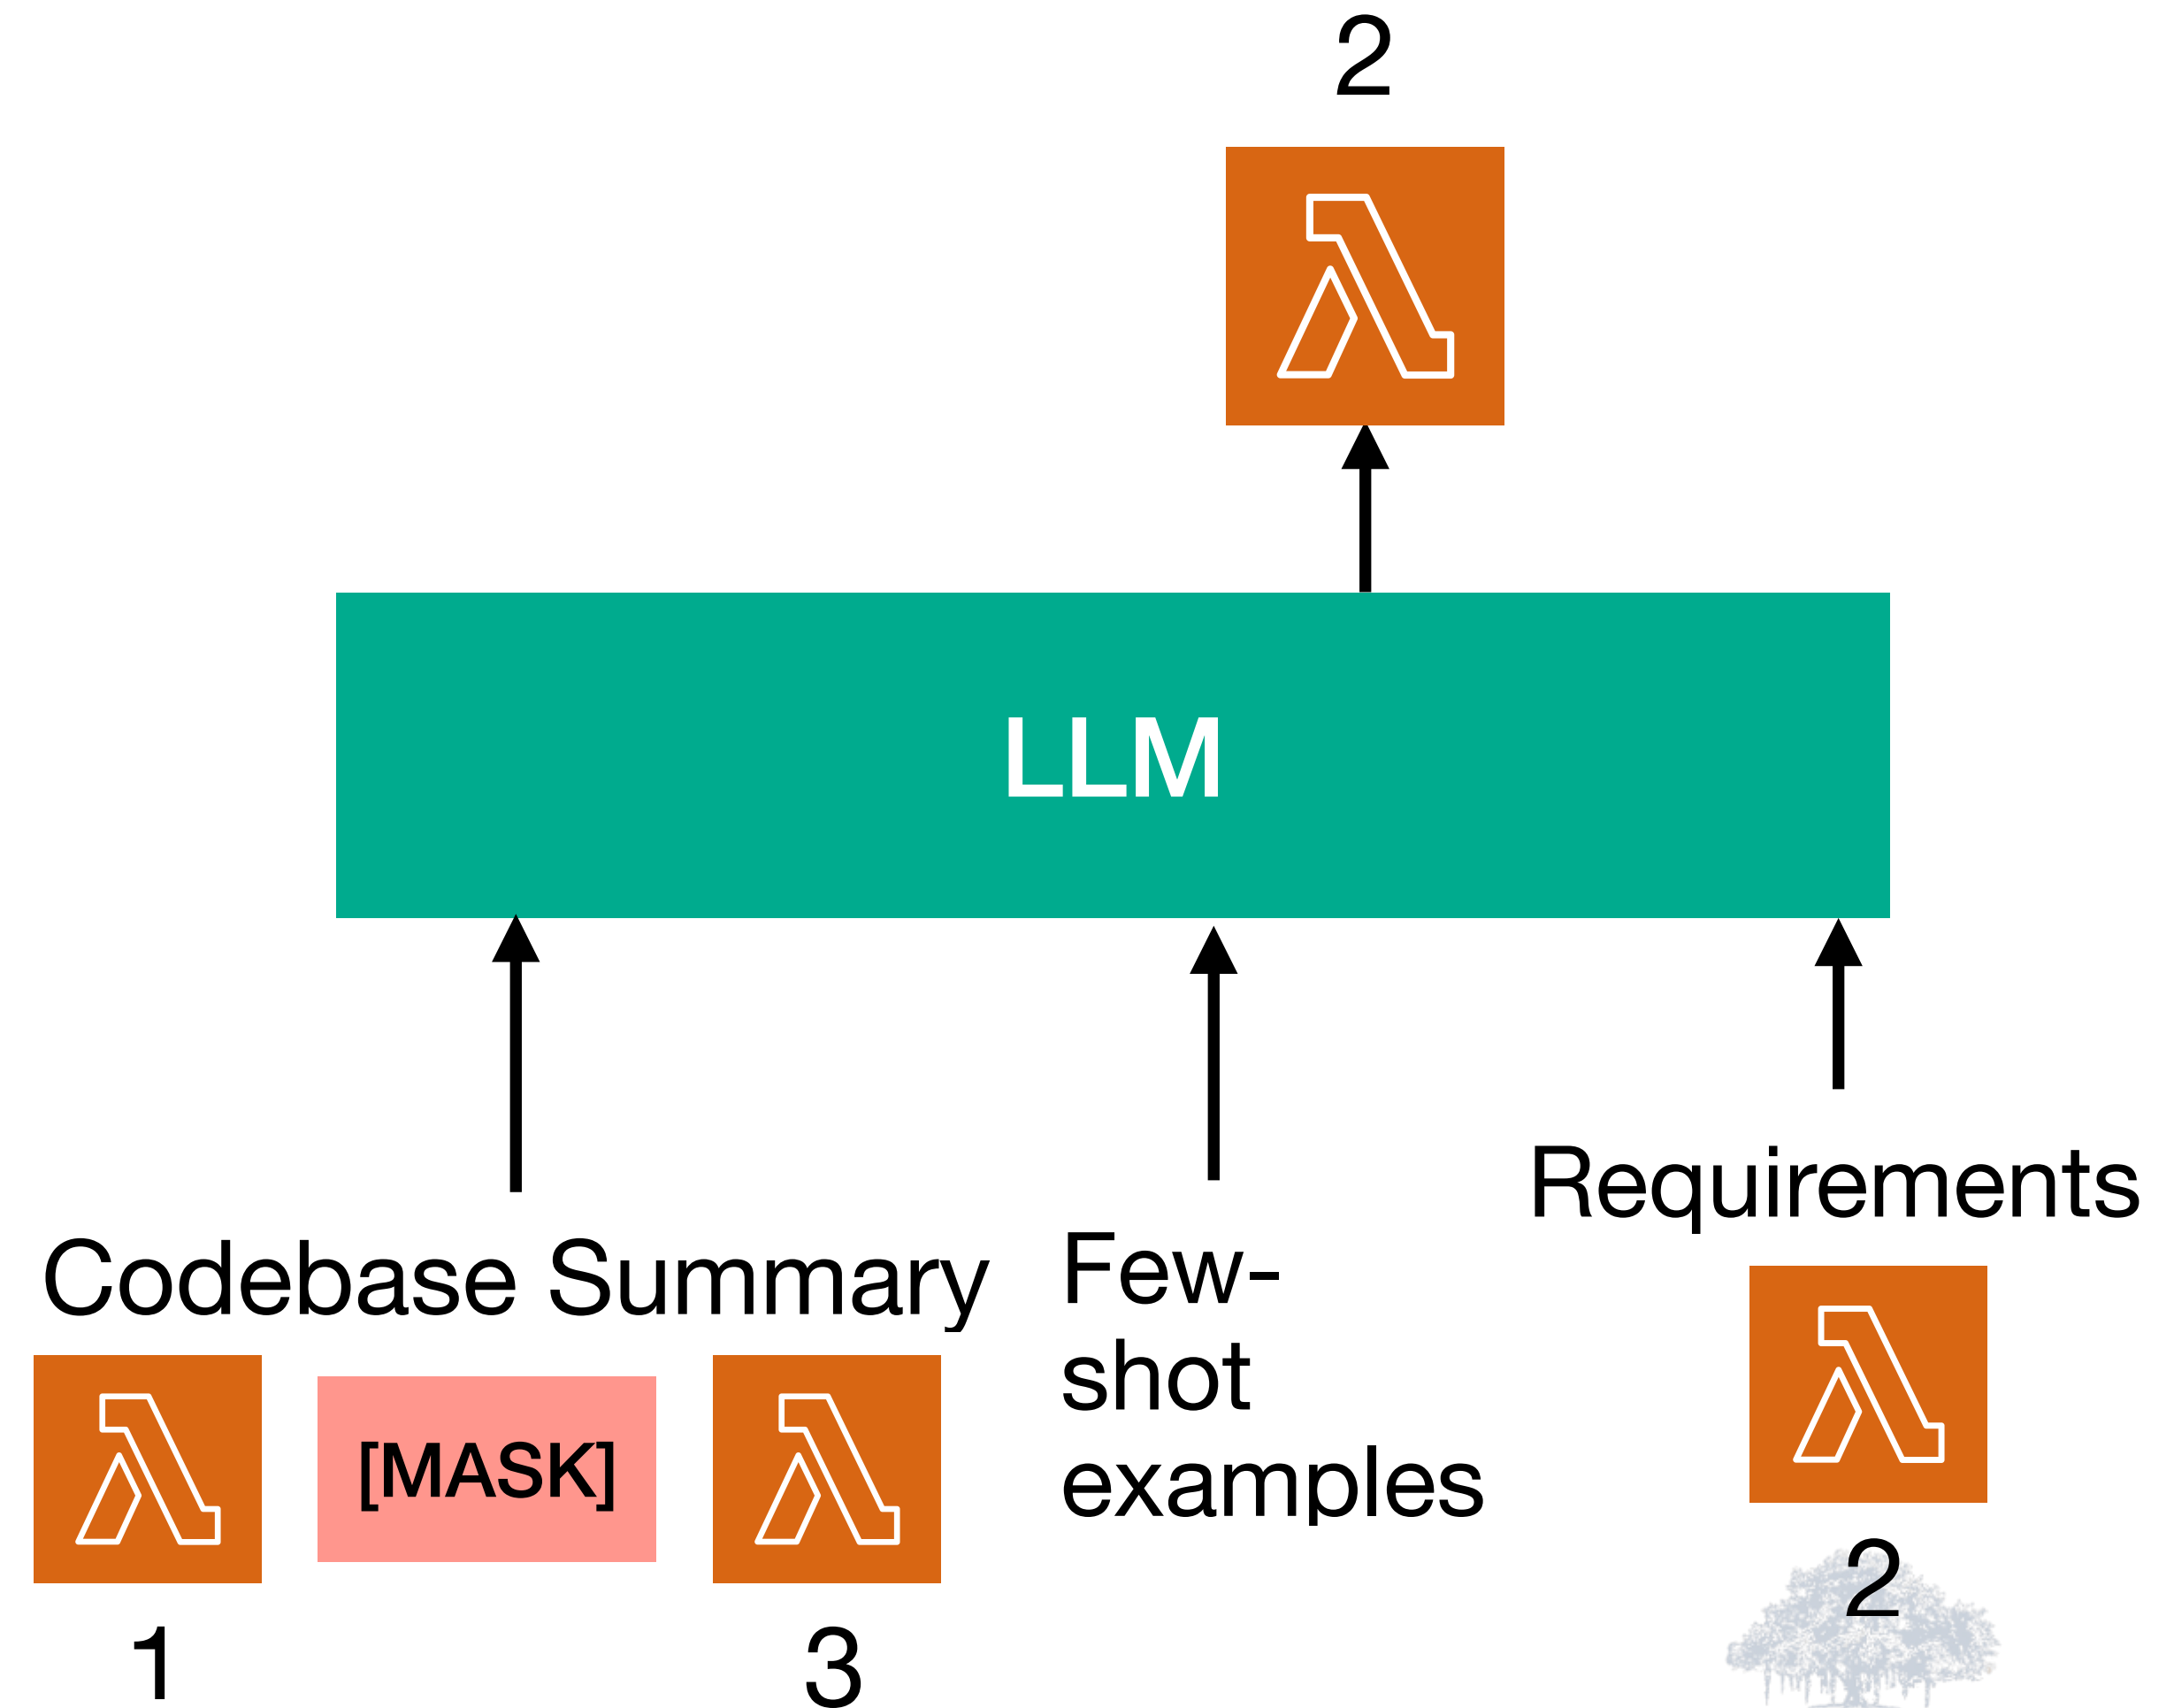 2
LLM
Codebase Summary
[MASK]
1
3
Few-
shot
examples
Requirements
2